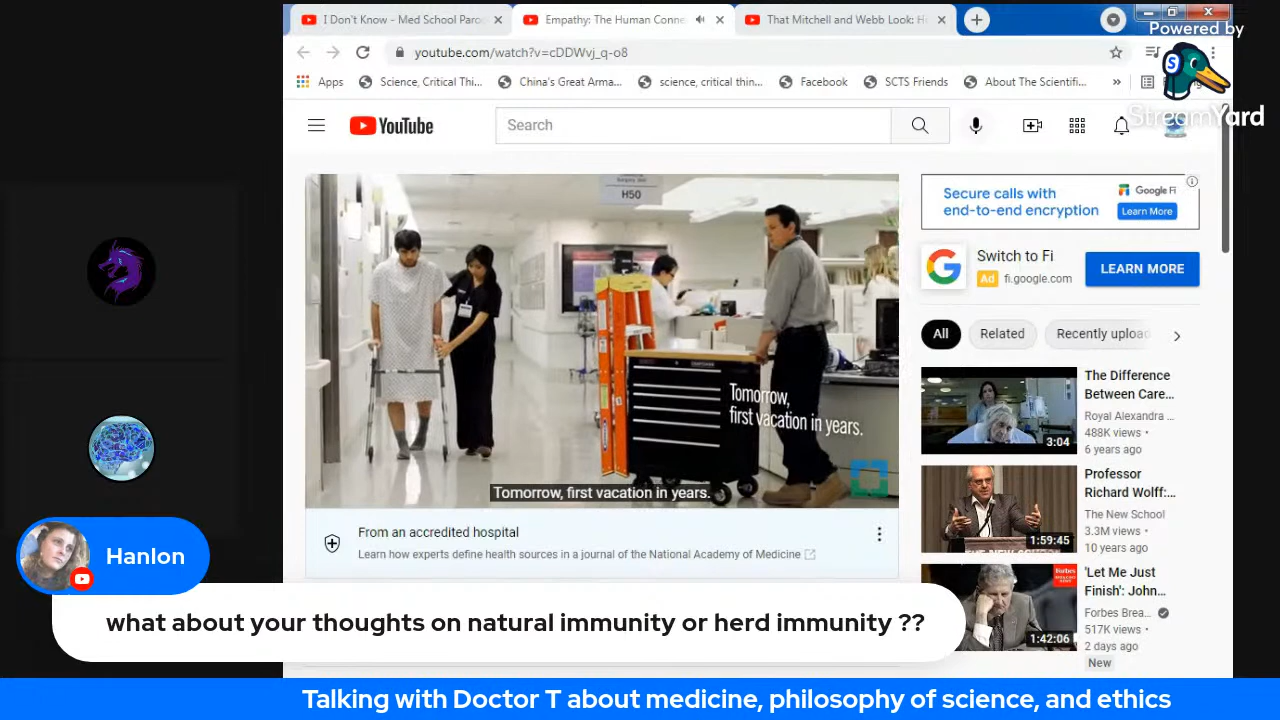 I Don't Know - Med School Paro
Empathy: The Human Conne
That Mitchell and Webb Look: Ho
Powered by
StreamYard
youtube.com/watch?v=cDDWvj_q-o8
Apps
Science, Critical Thi...
China's Great Arma...
science, critical thin...
Facebook
SCTS Friends
About The Scientifi...
»
YouTube
Search
H50
Tomorrow,
first vacation in years.
Tomorrow, first vacation in years.
Secure calls with
end-to-end encryption
Google Fi
Learn More
Switch to Fi
Ad fi.google.com
LEARN MORE
All
Related
Recently upload
The Difference
Between Care...
Royal Alexandra ...
488K views •
6 years ago
3:04
Professor
Richard Wolff:...
The New School
3.3M views •
10 years ago
1:59:45
'Let Me Just
Finish': John...
Forbes Brea...
517K views •
2 days ago
New
1:42:06
Forbes
From an accredited hospital
Learn how experts define health sources in a journal of the National Academy of Medicine
Hanlon
what about your thoughts on natural immunity or herd immunity ??
Talking with Doctor T about medicine, philosophy of science, and ethics